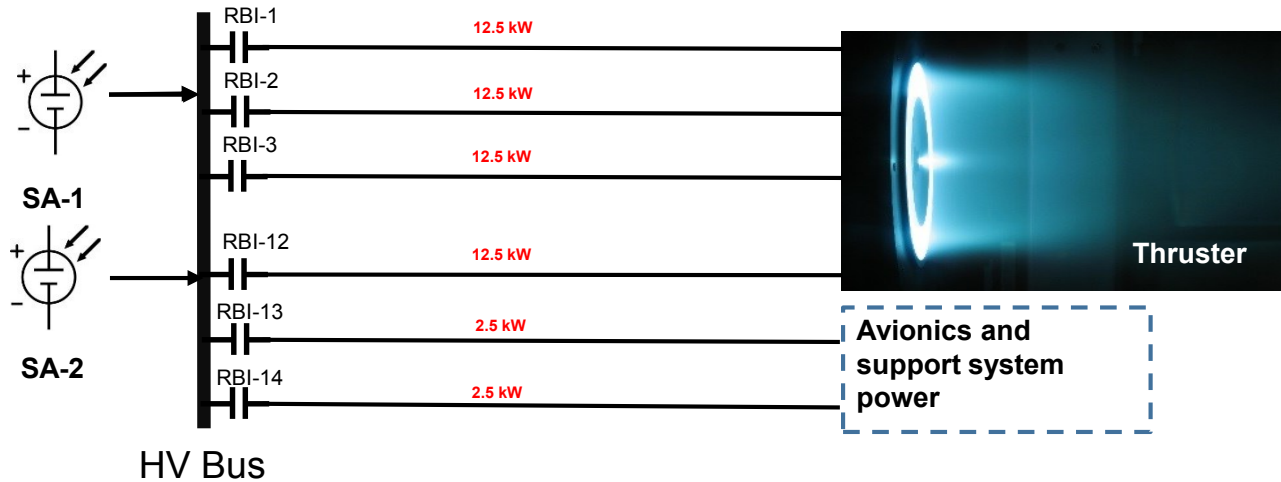 RBI-1
12.5 kW
RBI-2
12.5 kW
RBI-3
12.5 kW
+
−
SA-1
RBI-12
12.5 kW
Thruster
+
−
SA-2
RBI-13
2.5 kW
RBI-14
2.5 kW
Avionics and
support system
power
HV Bus